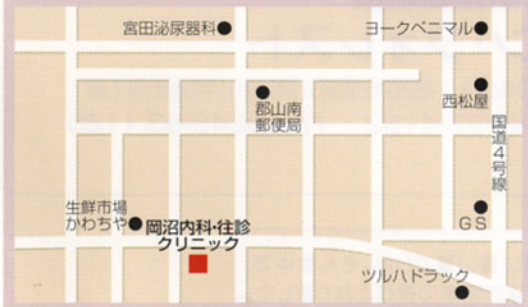 宮田泌尿器科
ヨークベニマル
西松屋
郡山南
郵便局
国道4号線
生鮮市場
かわちや
岡沼内科・往診
クリニック
GS
ツルハドラック